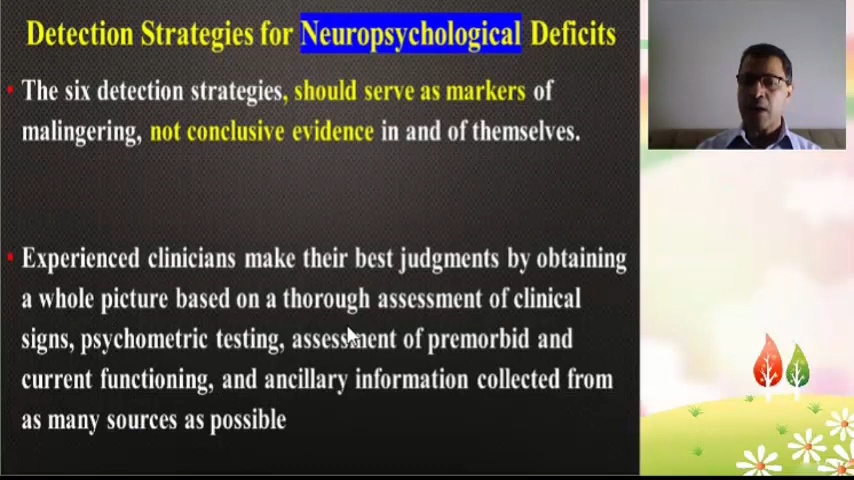 Detection Strategies for Neuropsychological Deficits
The six detection strategies, should serve as markers of
malingering, not conclusive evidence in and of themselves.
Experienced clinicians make their best judgments by obtaining
a whole picture based on a thorough assessment of clinical
signs, psychometric testing, assessment of premorbid and
current functioning, and ancillary information collected from
as many sources as possible